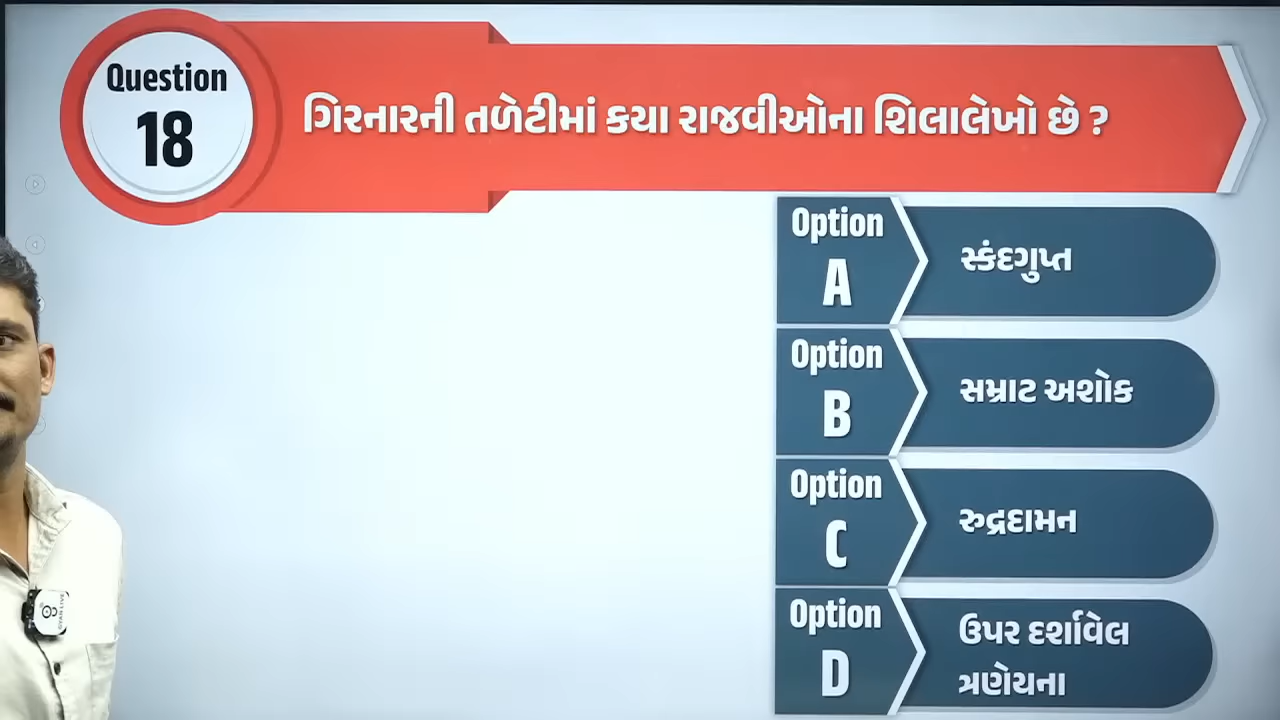 Question
18
ગિરનારની તળેટીમાં કયા રાજવીઓના શિલાલેખો છે ?
Option
A
સ્કંદગુપ્ત
Option
B
સમ્રાટ અશોક
Option
C
રુદ્રદામન
Option
D
ઉપર દર્શાવેલ
ત્રણેયના